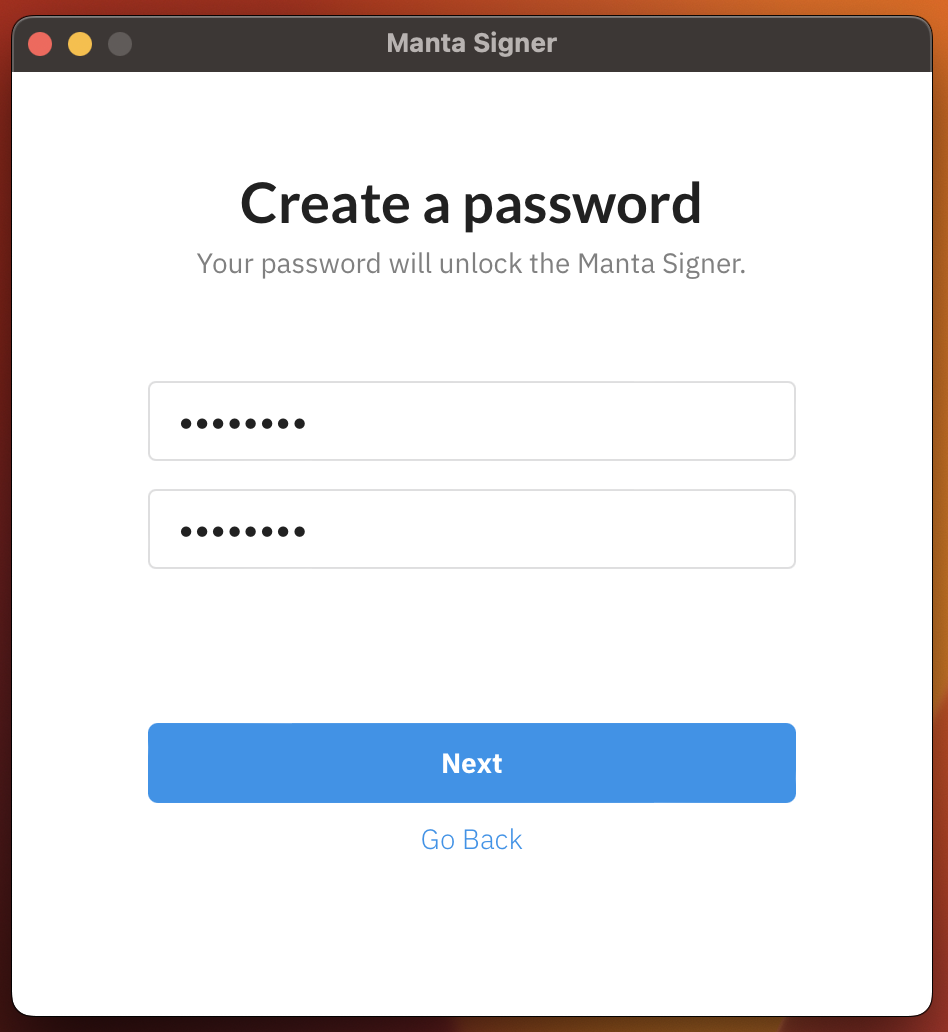 Manta Signer
Create a password
Your password will unlock the Manta Signer.
••••••••
••••••••
Next
Go Back